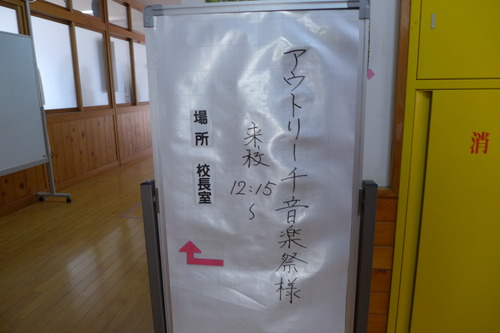 アウトリーチ音楽祭様
来校
12:15
~
場所 校長室
消